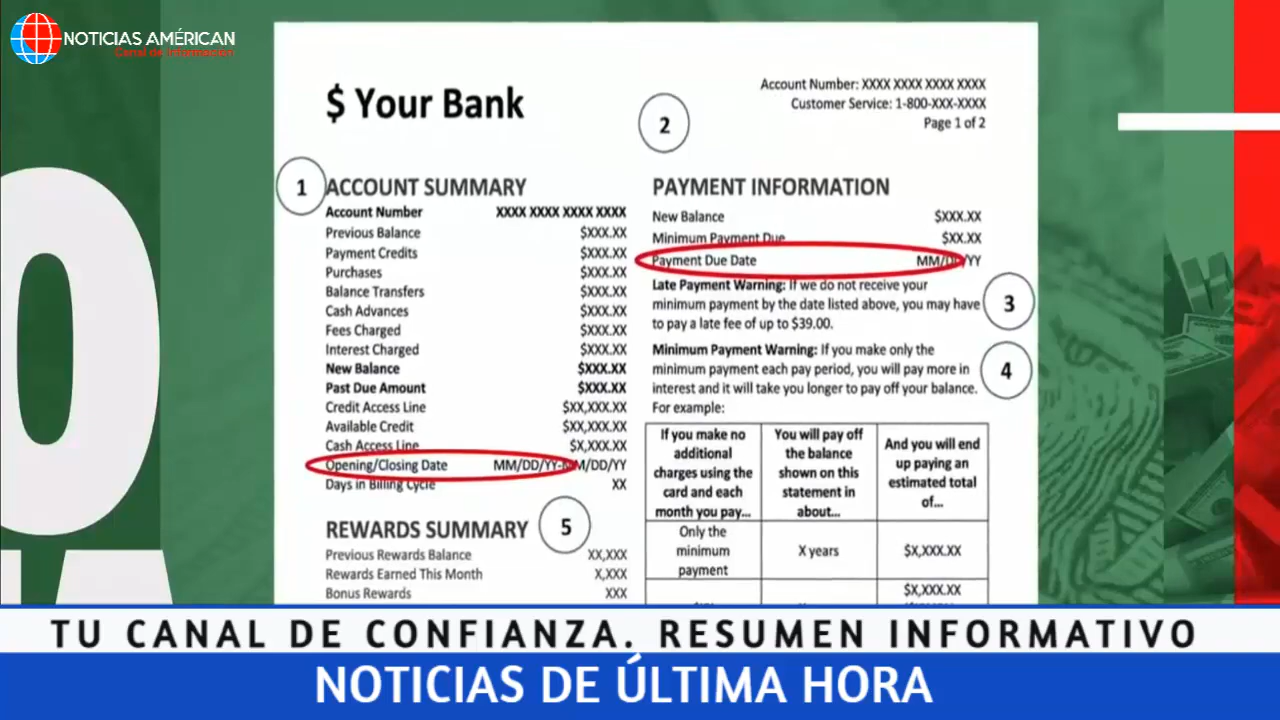 NOTICIAS AMÉRICAN
Canal de Información
$ Your Bank
Account Number: XXXX XXXX XXXX XXXX
Customer Service: 1-800-XXX-XXXX
Page 1 of 2
1
ACCOUNT SUMMARY
Account Number XXXX XXXX XXXX XXXX
Previous Balance $XXX.XX
Payment Credits $XXX.XX
Purchases $XXX.XX
Balance Transfers $XXX.XX
Cash Advances $XXX.XX
Fees Charged $XXX.XX
Interest Charged $XXX.XX
New Balance $XXX.XX
Past Due Amount $XXX.XX
Credit Access Line $XX,XXX.XX
Available Credit $XX,XXX.XX
Cash Access Line $X,XXX.XX
Opening/Closing Date MM/DD/YY-MM/DD/YY
Days in Billing Cycle XX
REWARDS SUMMARY
5
Previous Rewards Balance XX,XXX
Rewards Earned This Month X,XXX
Bonus Rewards XXX
2
PAYMENT INFORMATION
New Balance $XXX.XX
Minimum Payment Due $XX.XX
Payment Due Date MM/DD/YY
Late Payment Warning: If we do not receive your
minimum payment by the date listed above, you may have
to pay a late fee of up to $39.00.
3
Minimum Payment Warning: If you make only the
minimum payment each pay period, you will pay more in
interest and it will take you longer to pay off your balance.
4
For example:
If you make no
additional
charges using the
card and each
month you pay...
You will pay off
the balance
shown on this
statement in
about...
And you will end
up paying an
estimated total
of...
Only the
minimum
payment
X years
$X,XXX.XX
$X,XXX.XX
TU CANAL DE CONFIANZA. RESUMEN INFORMATIVO
NOTICIAS DE ÚLTIMA HORA